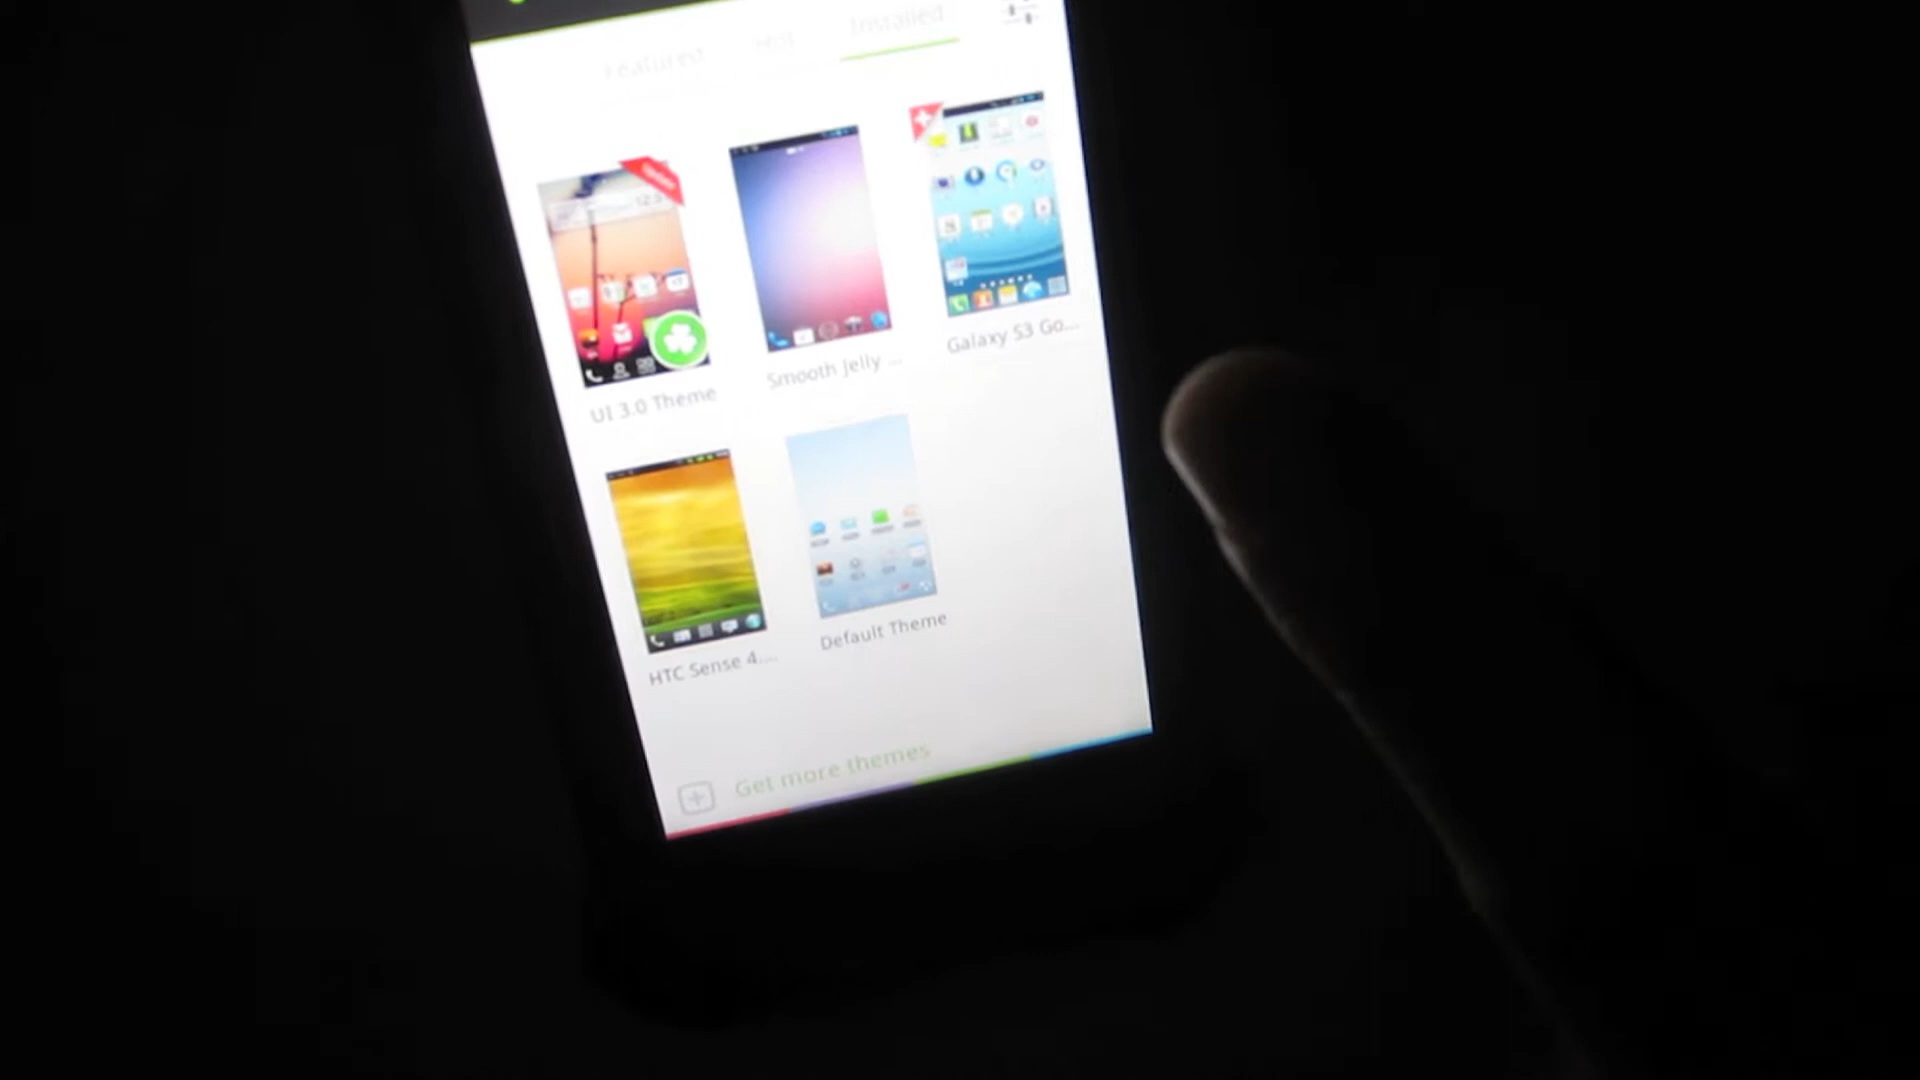 Featured Hot Installed
UI 3.0 Theme
Smooth Jelly ...
Galaxy S3 Go...
HTC Sense 4....
Default Theme
Get more themes